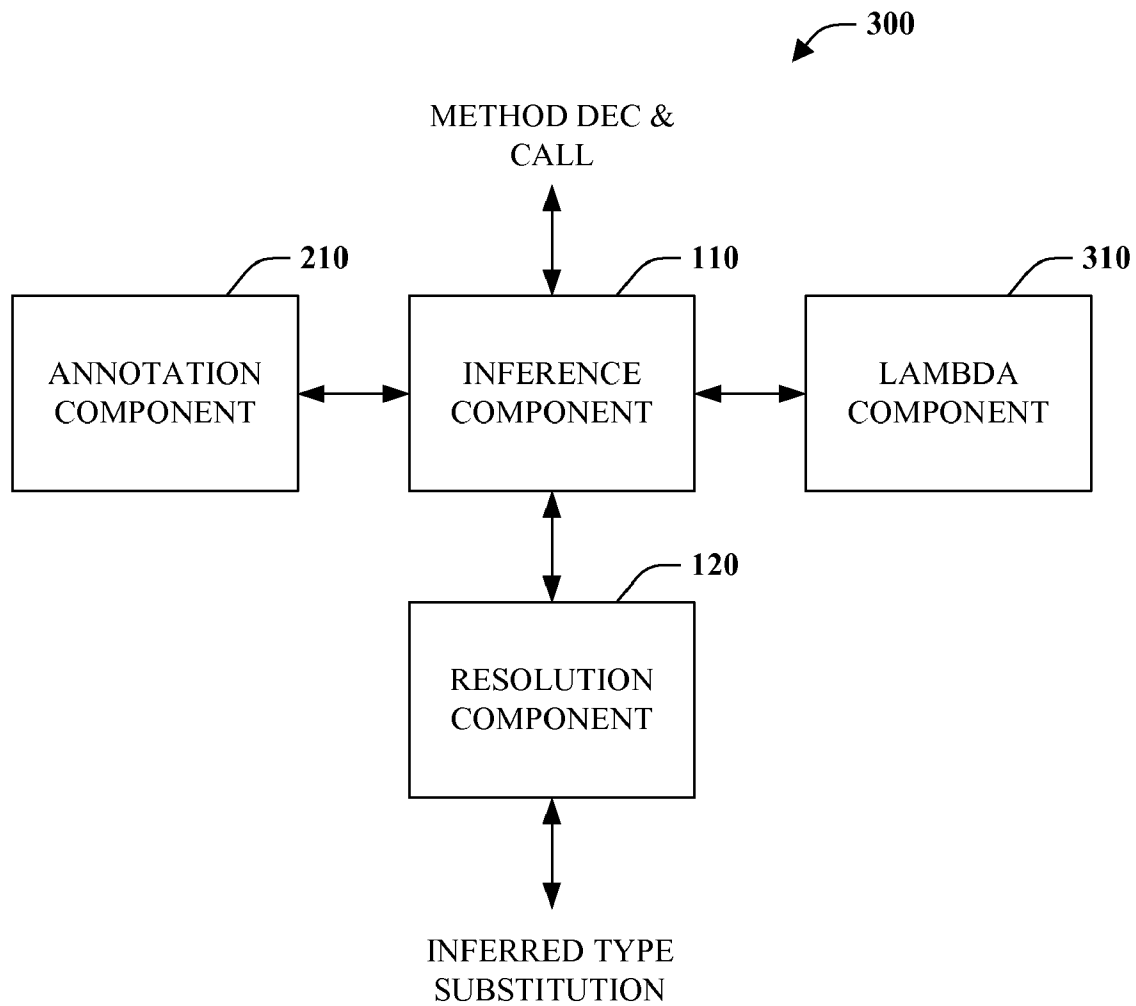 300
METHOD DEC &
CALL
210
110
310
ANNOTATION
COMPONENT
INFERENCE
COMPONENT
LAMBDA
COMPONENT
120
RESOLUTION
COMPONENT
INFERRED TYPE
SUBSTITUTION